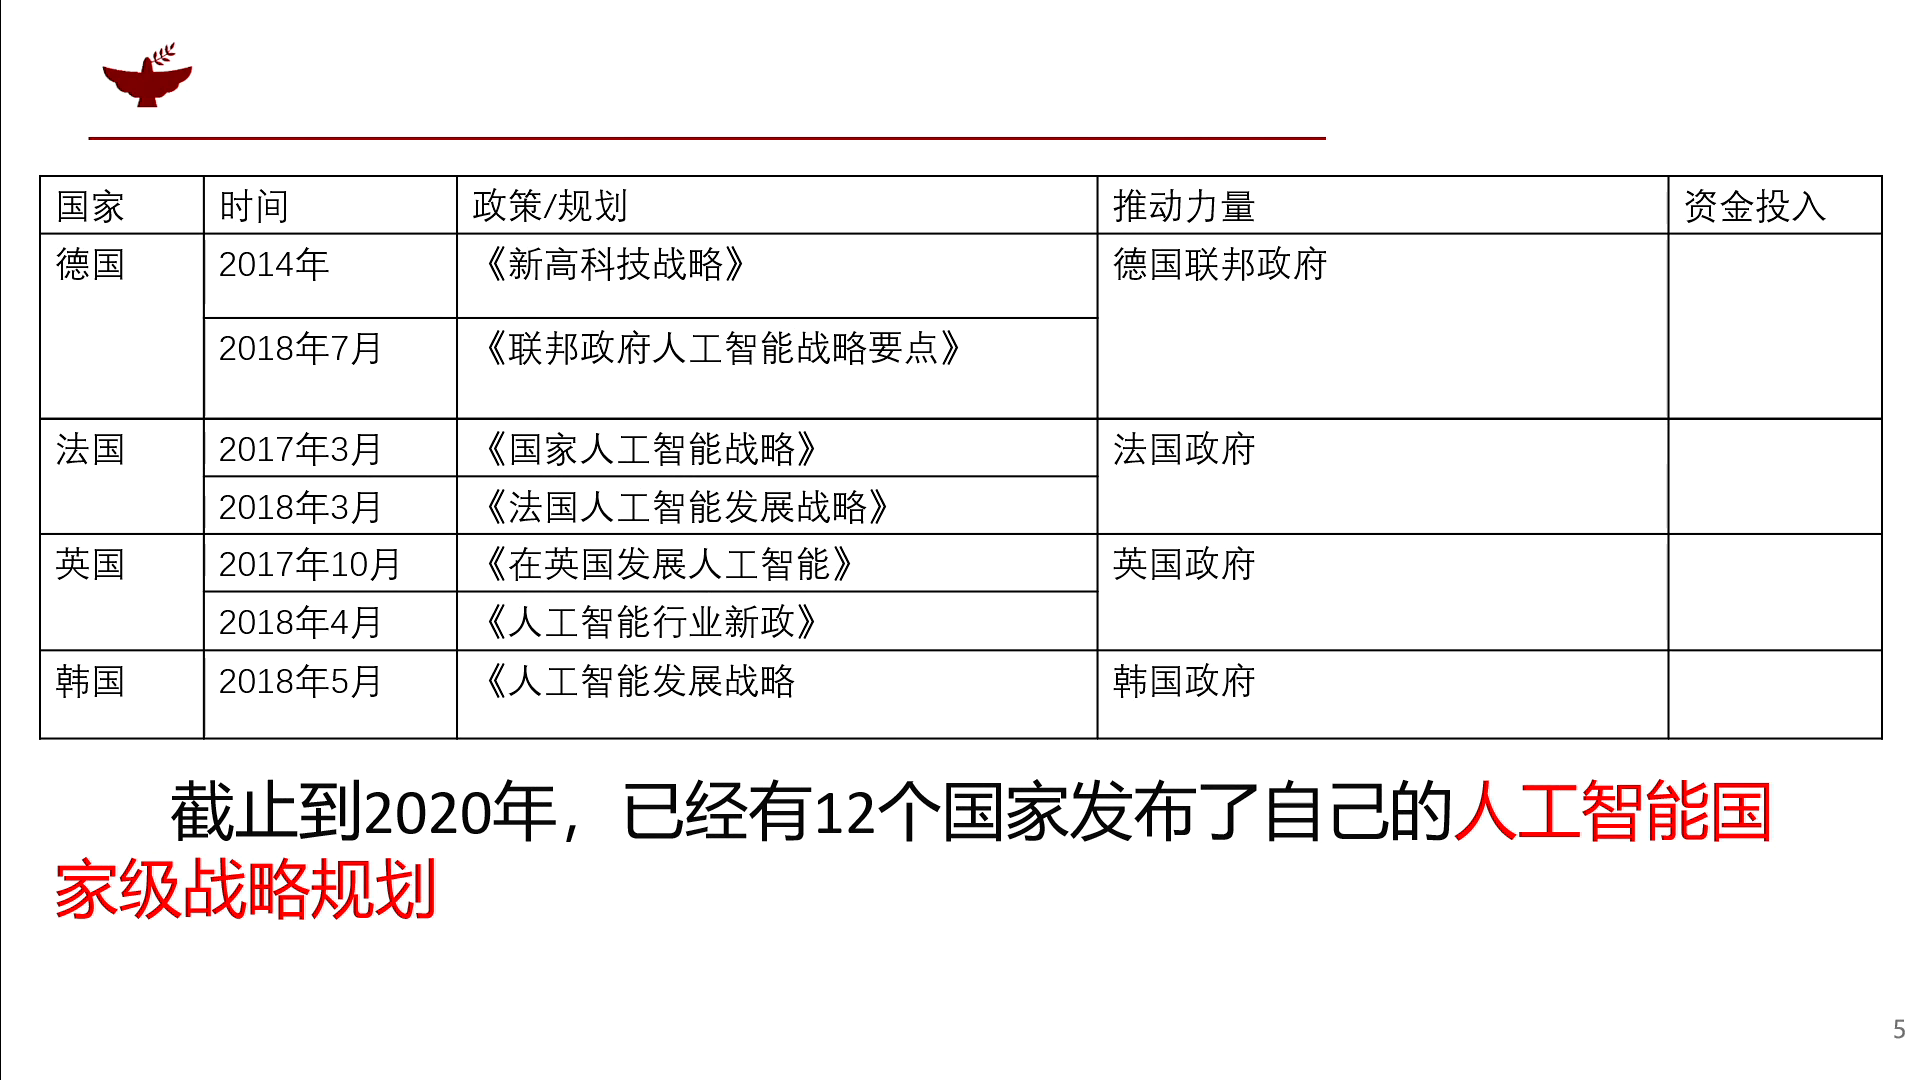 国家 时间 政策/规划 推动力量 资金投入
德国 2014年 《新高科技战略》 德国联邦政府
2018年7月 《联邦政府人工智能战略要点》
法国 2017年3月 《国家人工智能战略》 法国政府
2018年3月 《法国人工智能发展战略》
英国 2017年10月 《在英国发展人工智能》 英国政府
2018年4月 《人工智能行业新政》
韩国 2018年5月 《人工智能发展战略 韩国政府
截止到2020年，已经有12个国家发布了自己的人工智能国
家级战略规划
5